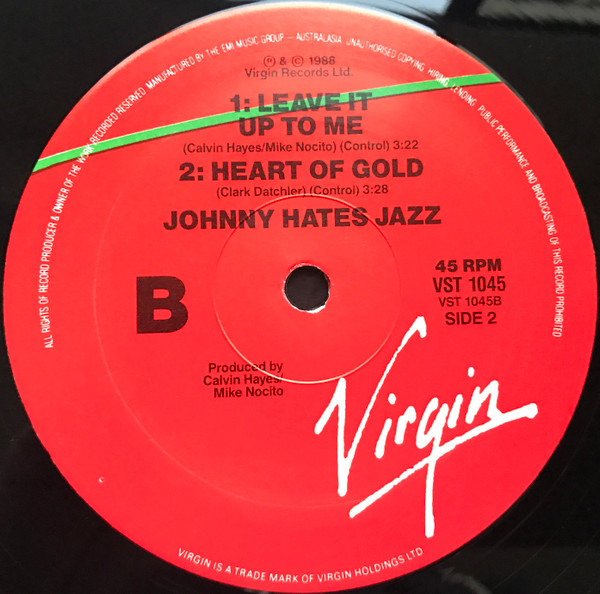 ALL RIGHTS OF RECORD PRODUCER & OWNER OF THE WORK RECORDED RESERVED. MANUFACTURED BY THE EMI MUSIC GROUP – AUSTRALASIA. UNAUTHORISED COPYING, HIRING, LENDING, PUBLIC PERFORMANCE AND BROADCASTING OF THIS RECORD PROHIBITED
℗ & © 1988
Virgin Records Ltd.
1: LEAVE IT
UP TO ME
(Calvin Hayes/Mike Nocito) (Control) 3:22
2: HEART OF GOLD
(Clark Datchler) (Control) 3:28
JOHNNY HATES JAZZ
B
45 RPM
VST 1045
VST 1045B
SIDE 2
Produced by
Calvin Hayes/
Mike Nocito
Virgin
VIRGIN IS A TRADE MARK OF VIRGIN HOLDINGS LTD